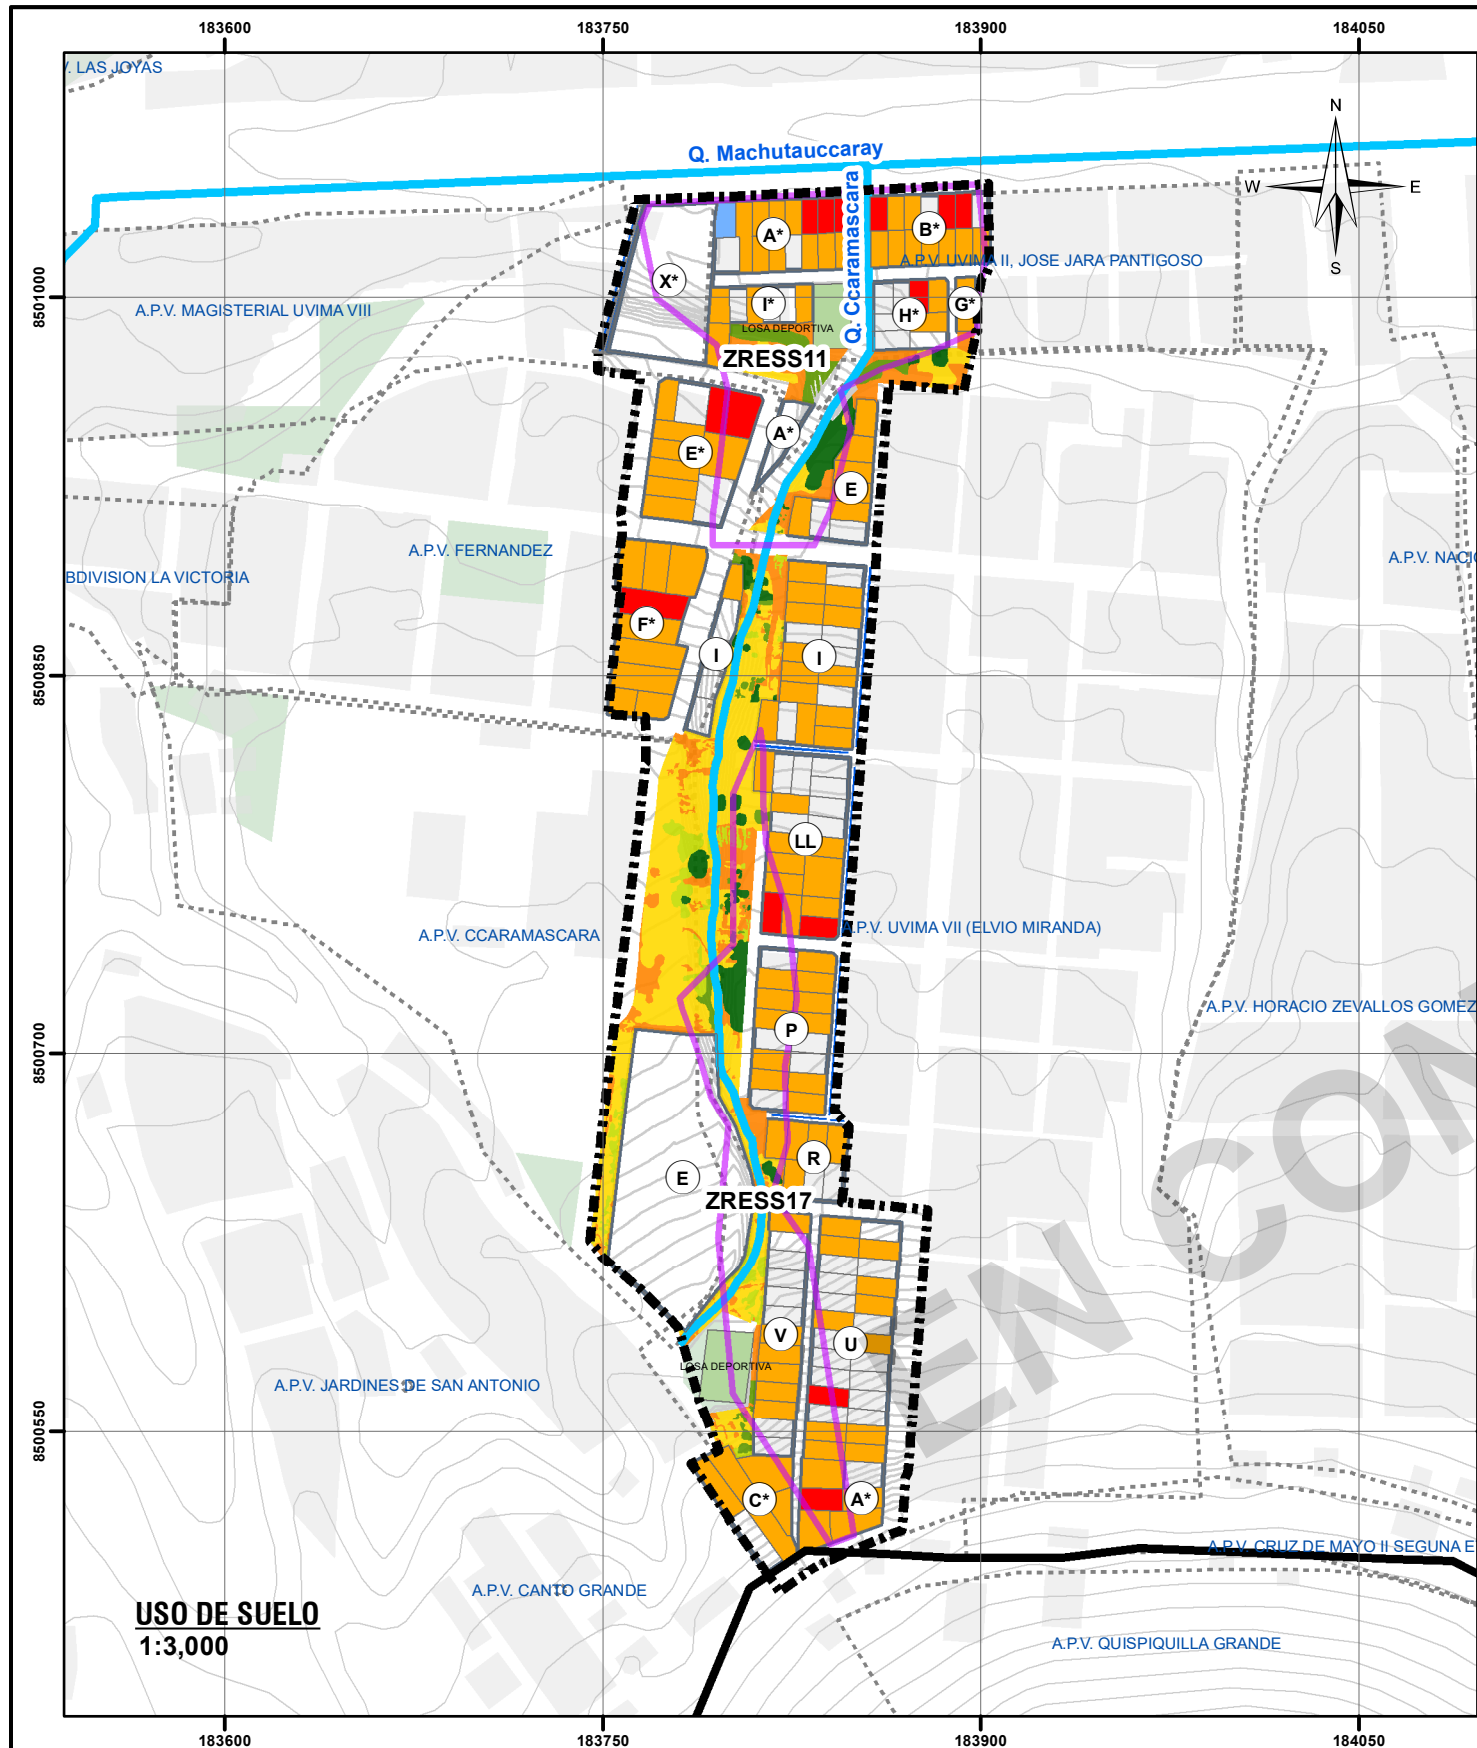 183600
183750
183900
184050
V. LAS JOYAS
N
W
E
S
Q. Machutauccaray
Q. Ccaramascara
A*
B*
A.P.V. UVIMA II, JOSE JARA PANTIGOSO
X*
8501000
A.P.V. MAGISTERIAL UVIMA VIII
I*
G*
H*
LOSA DEPORTIVA
ZRESS11
A*
E*
E
A.P.V. FERNANDEZ
A.P.V. NACIO
BDIVISION LA VICTORIA
F*
I
I
8500850
LL
A.P.V. CCARAMASCARA
A.P.V. UVIMA VII (ELVIO MIRANDA)
A.P.V. HORACIO ZEVALLOS GOMEZ
P
8500700
R
E
ZRESS17
EN CON
V
U
LOSA DEPORTIVA
A.P.V. JARDINES DE SAN ANTONIO
8500550
C*
A*
A.P.V. CRUZ DE MAYO II SEGUNA E
A.P.V. CANTO GRANDE
USO DE SUELO
1:3,000
A.P.V. QUISPIQUILLA GRANDE
183600
183750
183900
184050